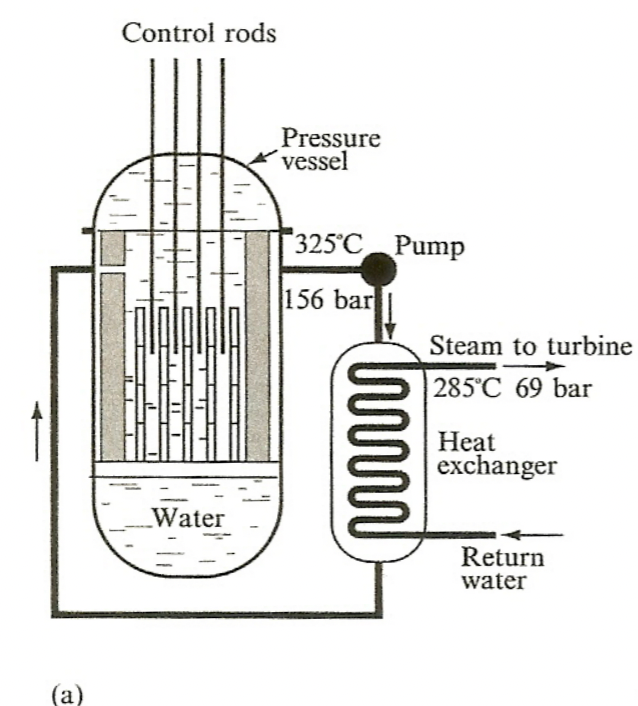 Control rods
Pressure
vessel
325°C
Pump
156 bar
Steam to turbine
285°C 69 bar
Heat
exchanger
Water
Return
water
(a)